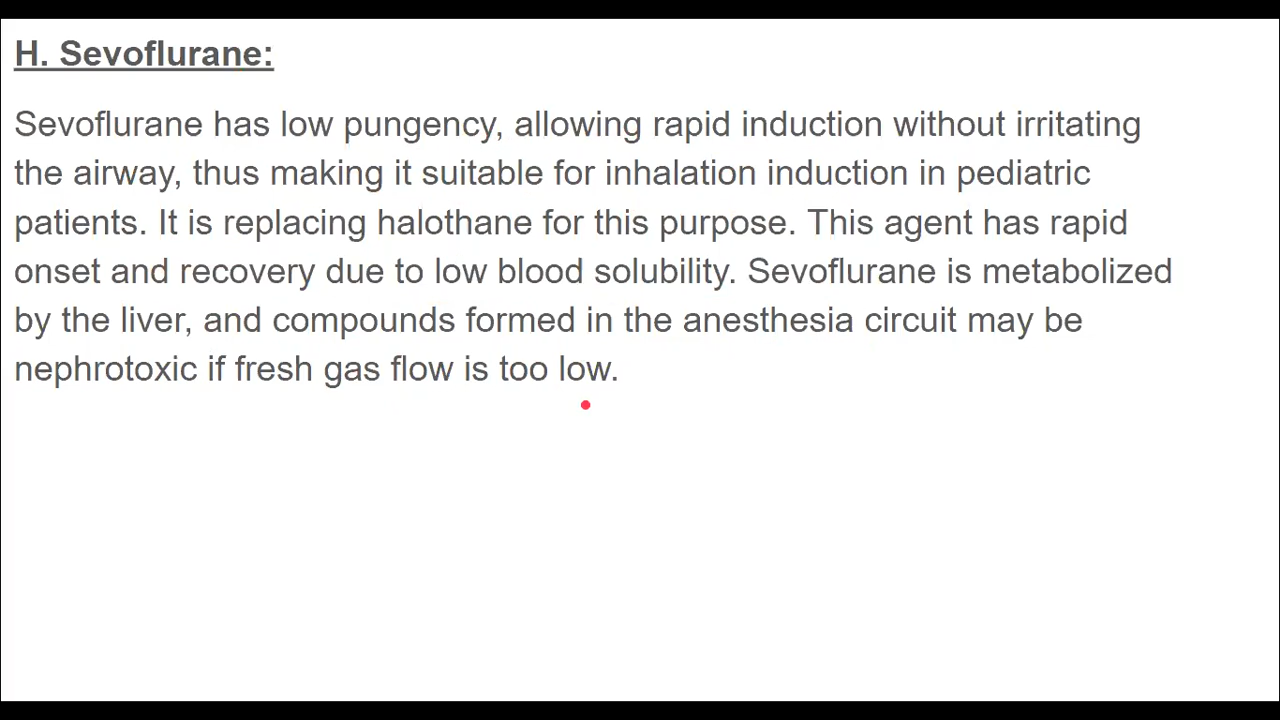 H. Sevoflurane:
Sevoflurane has low pungency, allowing rapid induction without irritating
the airway, thus making it suitable for inhalation induction in pediatric
patients. It is replacing halothane for this purpose. This agent has rapid
onset and recovery due to low blood solubility. Sevoflurane is metabolized
by the liver, and compounds formed in the anesthesia circuit may be
nephrotoxic if fresh gas flow is too low.